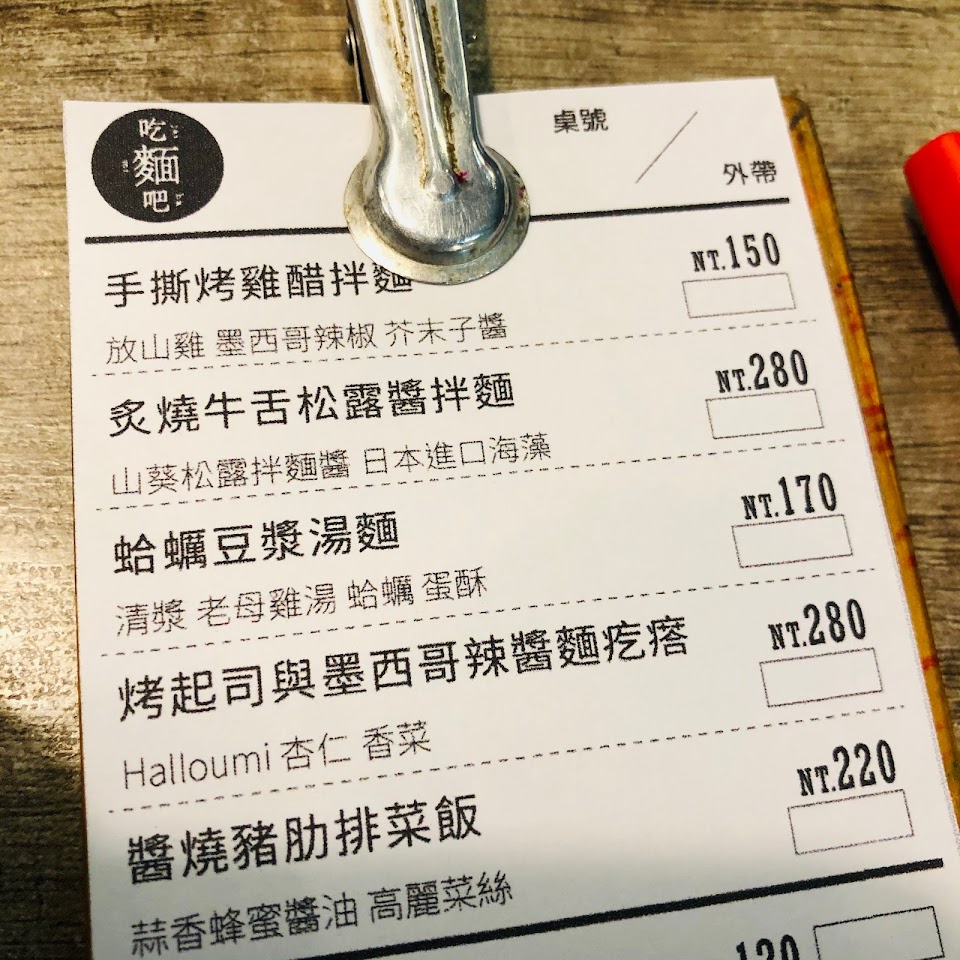 吃
麵
吧
桌號
外帶
手撕烤雞醋拌麵 NT.150
放山雞 墨西哥辣椒 芥末子醬
炙燒牛舌松露醬拌麵 NT.280
山葵松露拌麵醬 日本進口海藻
蛤蠣豆漿湯麵 NT.170
清漿 老母雞湯 蛤蠣 蛋酥
烤起司與墨西哥辣醬麵疙瘩 NT.280
Halloumi 杏仁 香菜
醬燒豬肋排菜飯 NT.220
蒜香蜂蜜醬油 高麗菜絲